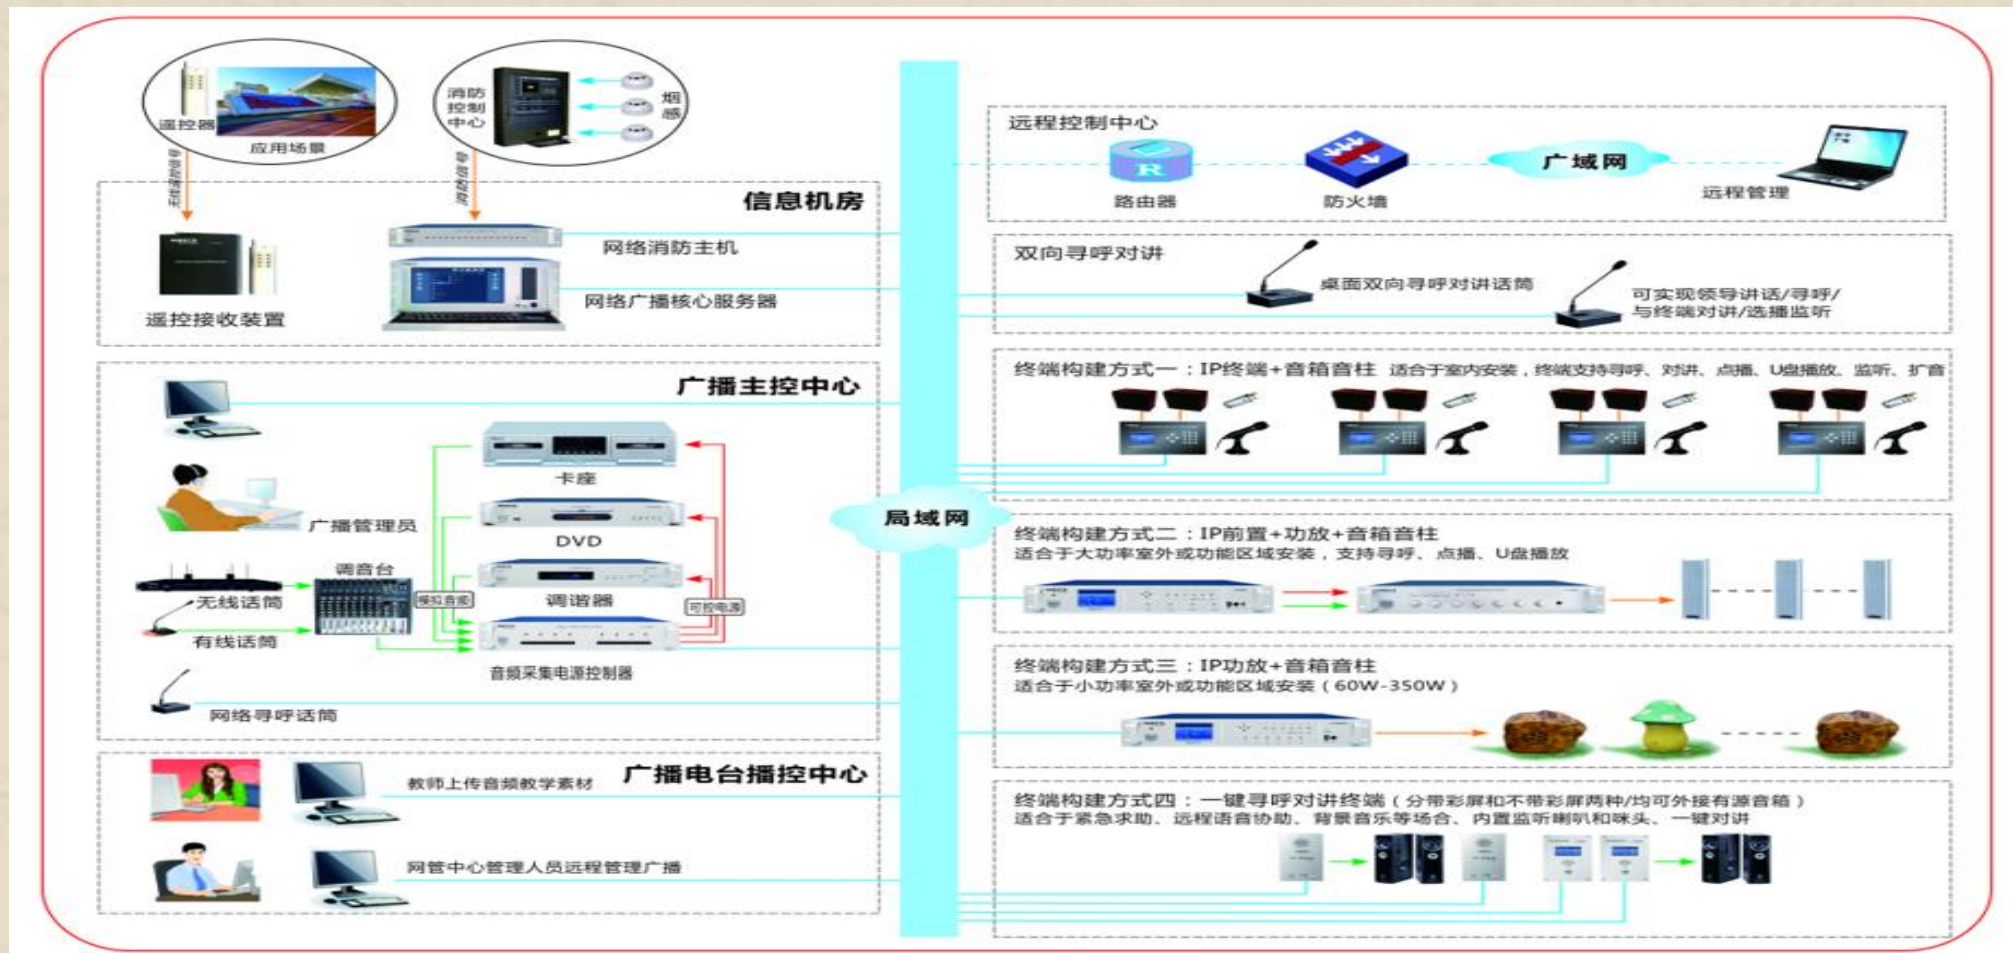 遥控器
应用场景
消防
控制
中心
烟
感
无线遥控信号
消防信号
信息机房
网络消防主机
网络广播核心服务器
遥控接收装置
广播主控中心
卡座
广播管理员
DVD
调音台
无线话筒
模拟音频
调谐器
可控电源
有线话筒
音频采集电源控制器
网络寻呼话筒
广播电台播控中心
教师上传音频教学素材
网管中心管理人员远程管理广播
局域网
远程控制中心
R
广域网
路由器
防火墙
远程管理
双向寻呼对讲
桌面双向寻呼对讲话筒
可实现领导讲话/寻呼/
与终端对讲/选播监听
终端构建方式一：IP终端+音箱音柱 适合于室内安装，终端支持寻呼、对讲、点播、U盘播放、监听、扩音
终端构建方式二：IP前置+功放+音箱音柱
适合于大功率室外或功能区域安装，支持寻呼、点播、U盘播放
终端构建方式三：IP功放+音箱音柱
适合于小功率室外或功能区域安装（60W-350W）
终端构建方式四：一键寻呼对讲终端（分带彩屏和不带彩屏两种/均可外接有源音箱）
适合于紧急求助、远程语音协助、背景音乐等场合、内置监听喇叭和咪头、一键对讲